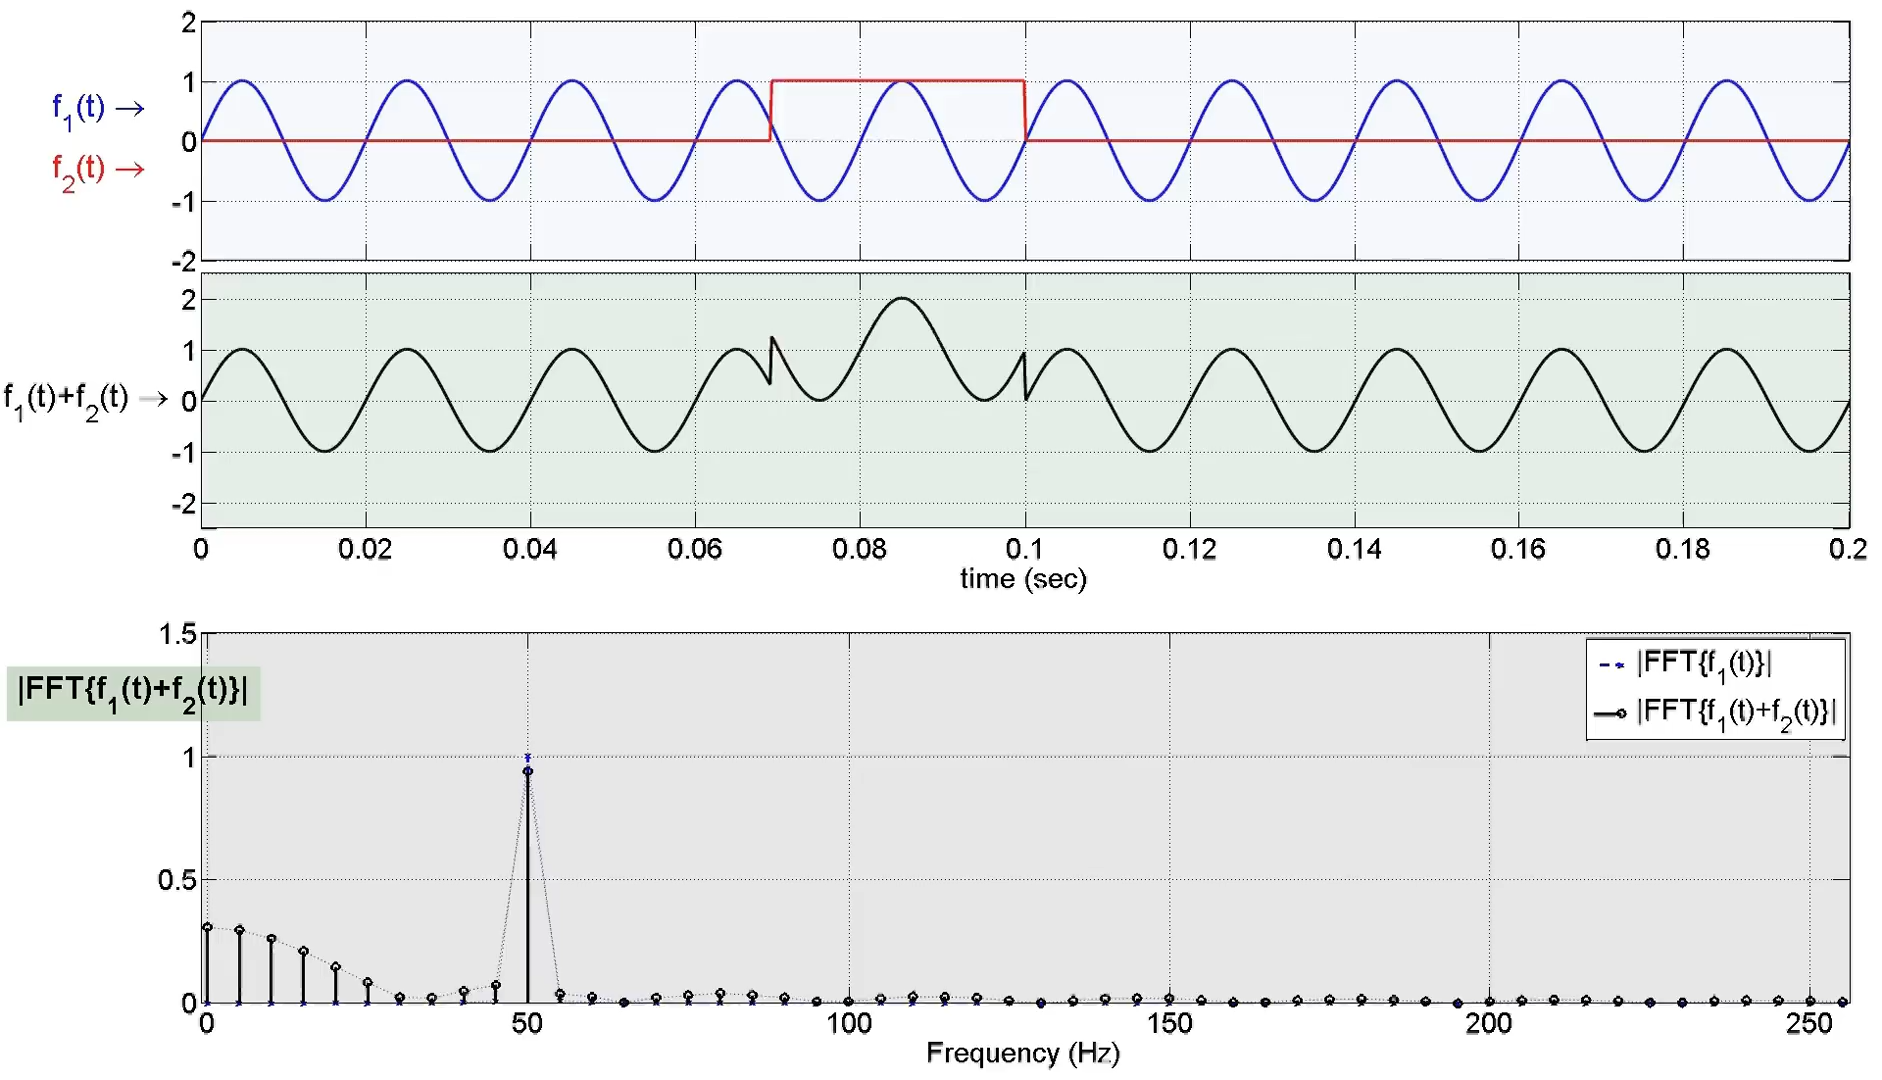 2
1
f1(t) →
0
f2(t) →
-1
-2
2
1
f1(t)+f2(t) →
0
-1
-2
0 0.02 0.04 0.06 0.08 0.1 0.12 0.14 0.16 0.18 0.2
time (sec)
1.5
|FFT{f1(t)}|
|FFT{f1(t)+f2(t)}|
|FFT{f1(t)+f2(t)}|
1
0.5
0
0 50 100 150 200 250
Frequency (Hz)